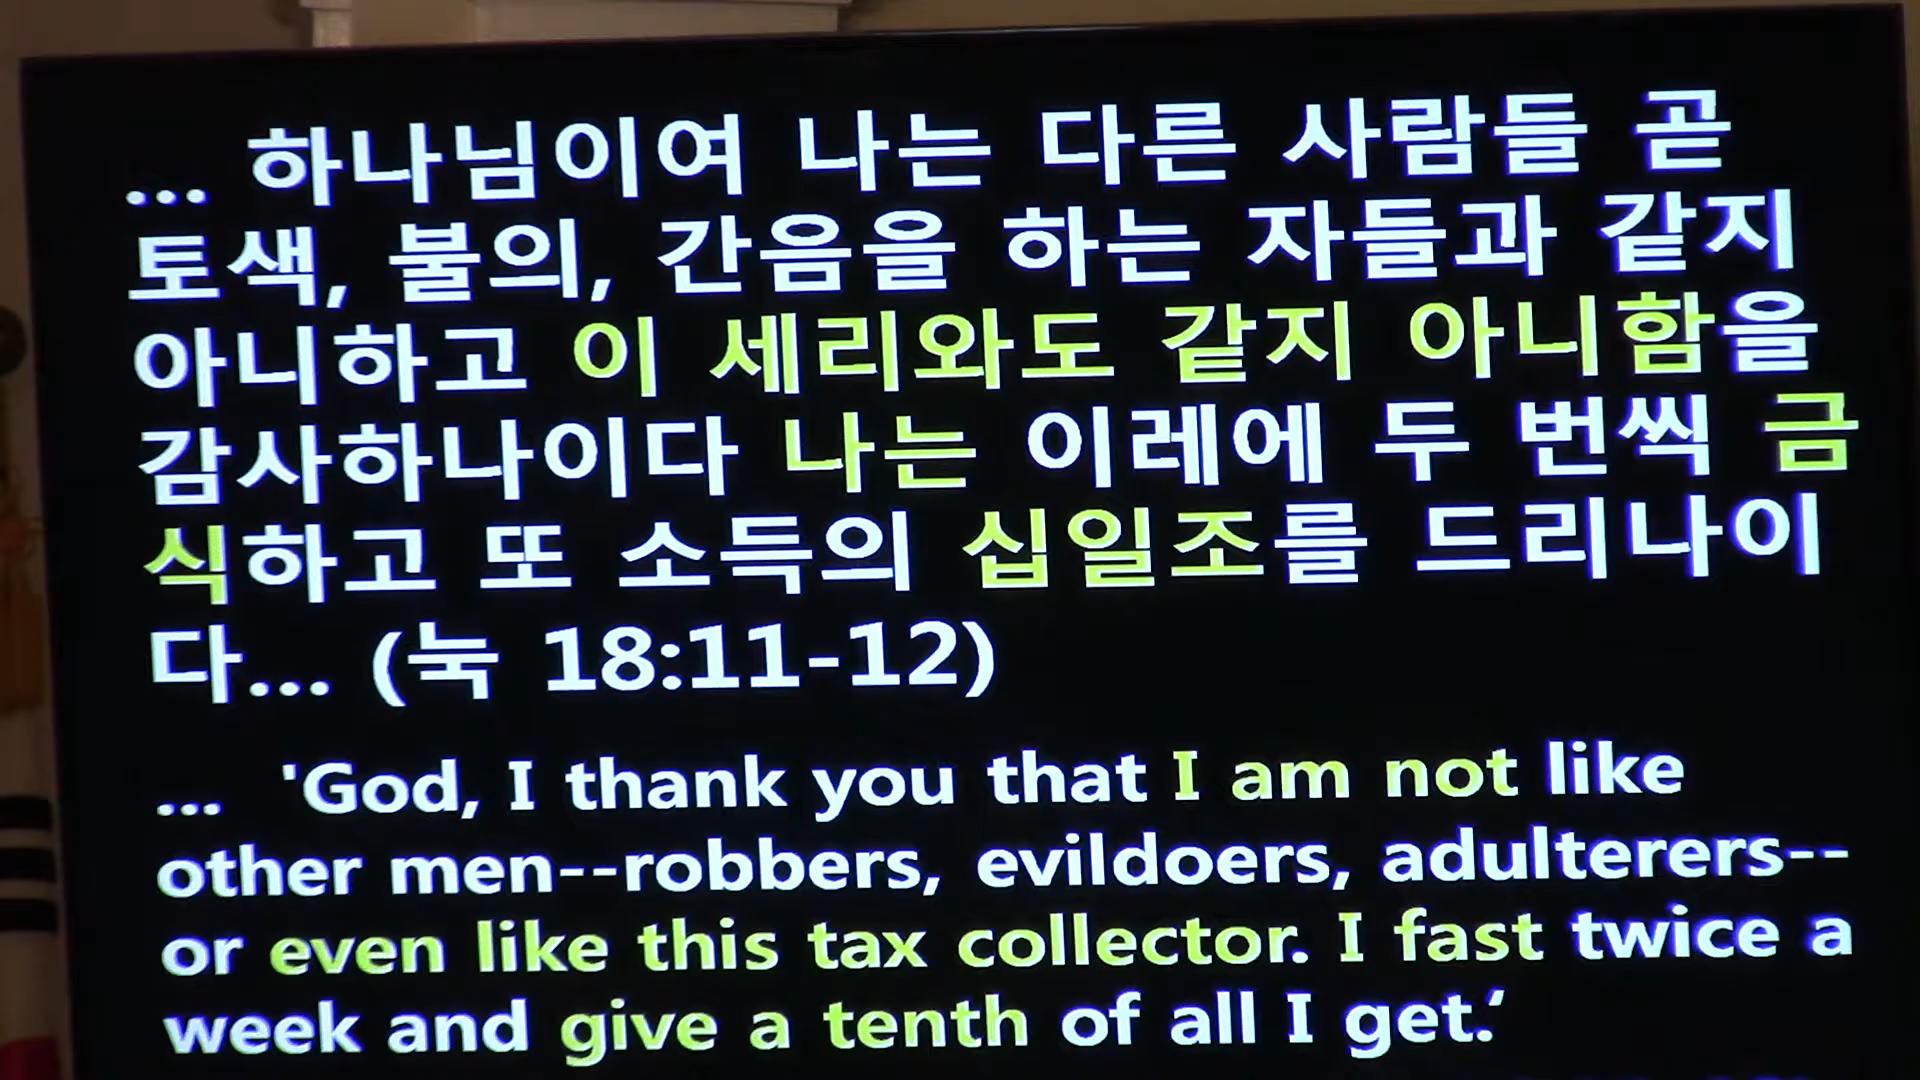 ... 하나님이여 나는 다른 사람들 곧
토색, 불의, 간음을 하는 자들과 같지
아니하고 이 세리와도 같지 아니함을
감사하나이다 나는 이레에 두 번씩 금
식하고 또 소득의 십일조를 드리나이
다... (눅 18:11-12)
... 'God, I thank you that I am not like
other men--robbers, evildoers, adulterers--
or even like this tax collector. I fast twice a
week and give a tenth of all I get.‘